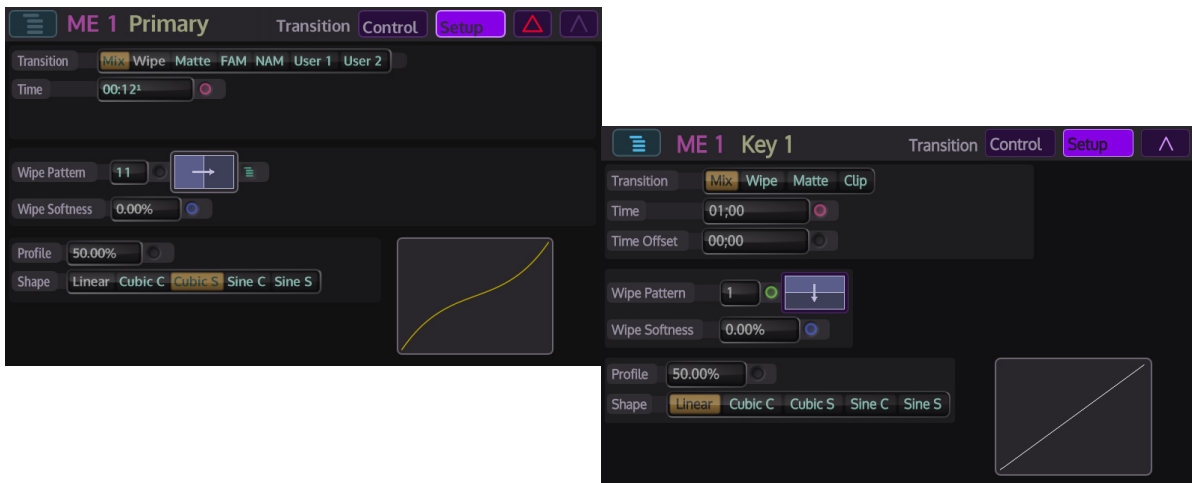 ME 1 Primary Transition Control Setup
Transition Mix Wipe Matte FAM NAM User 1 User 2
Time 00:12¹
Wipe Pattern 11
Wipe Softness 0.00%
Profile 50.00%
Shape Linear Cubic C Cubic S Sine C Sine S
ME 1 Key 1 Transition Control Setup
Transition Mix Wipe Matte Clip
Time 01;00
Time Offset 00;00
Wipe Pattern 1
Wipe Softness 0.00%
Profile 50.00%
Shape Linear Cubic C Cubic S Sine C Sine S